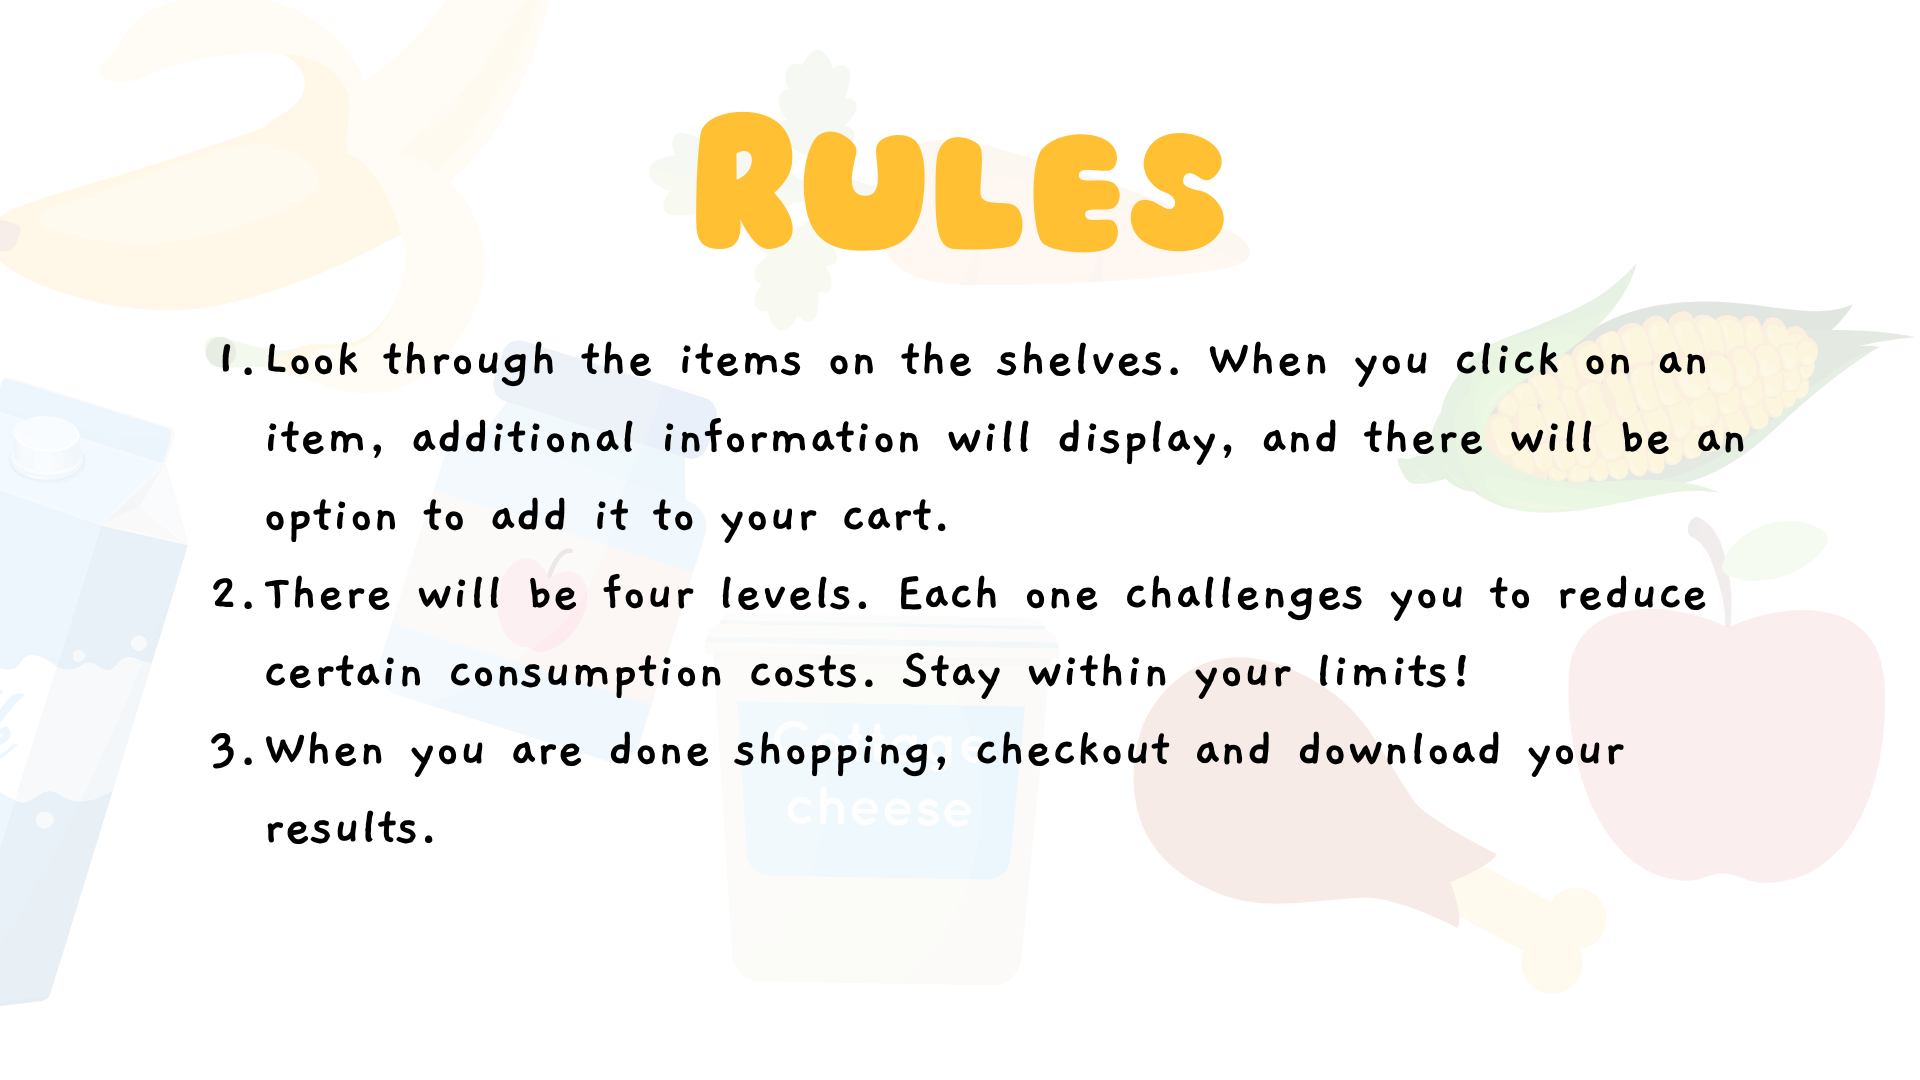 RULES
1. Look through the items on the shelves. When you click on an
item, additional information will display, and there will be an
option to add it to your cart.
2. There will be four levels. Each one challenges you to reduce
certain consumption costs. Stay within your limits!
3. When you are done shopping, checkout and download your
results.
Cottage
cheese